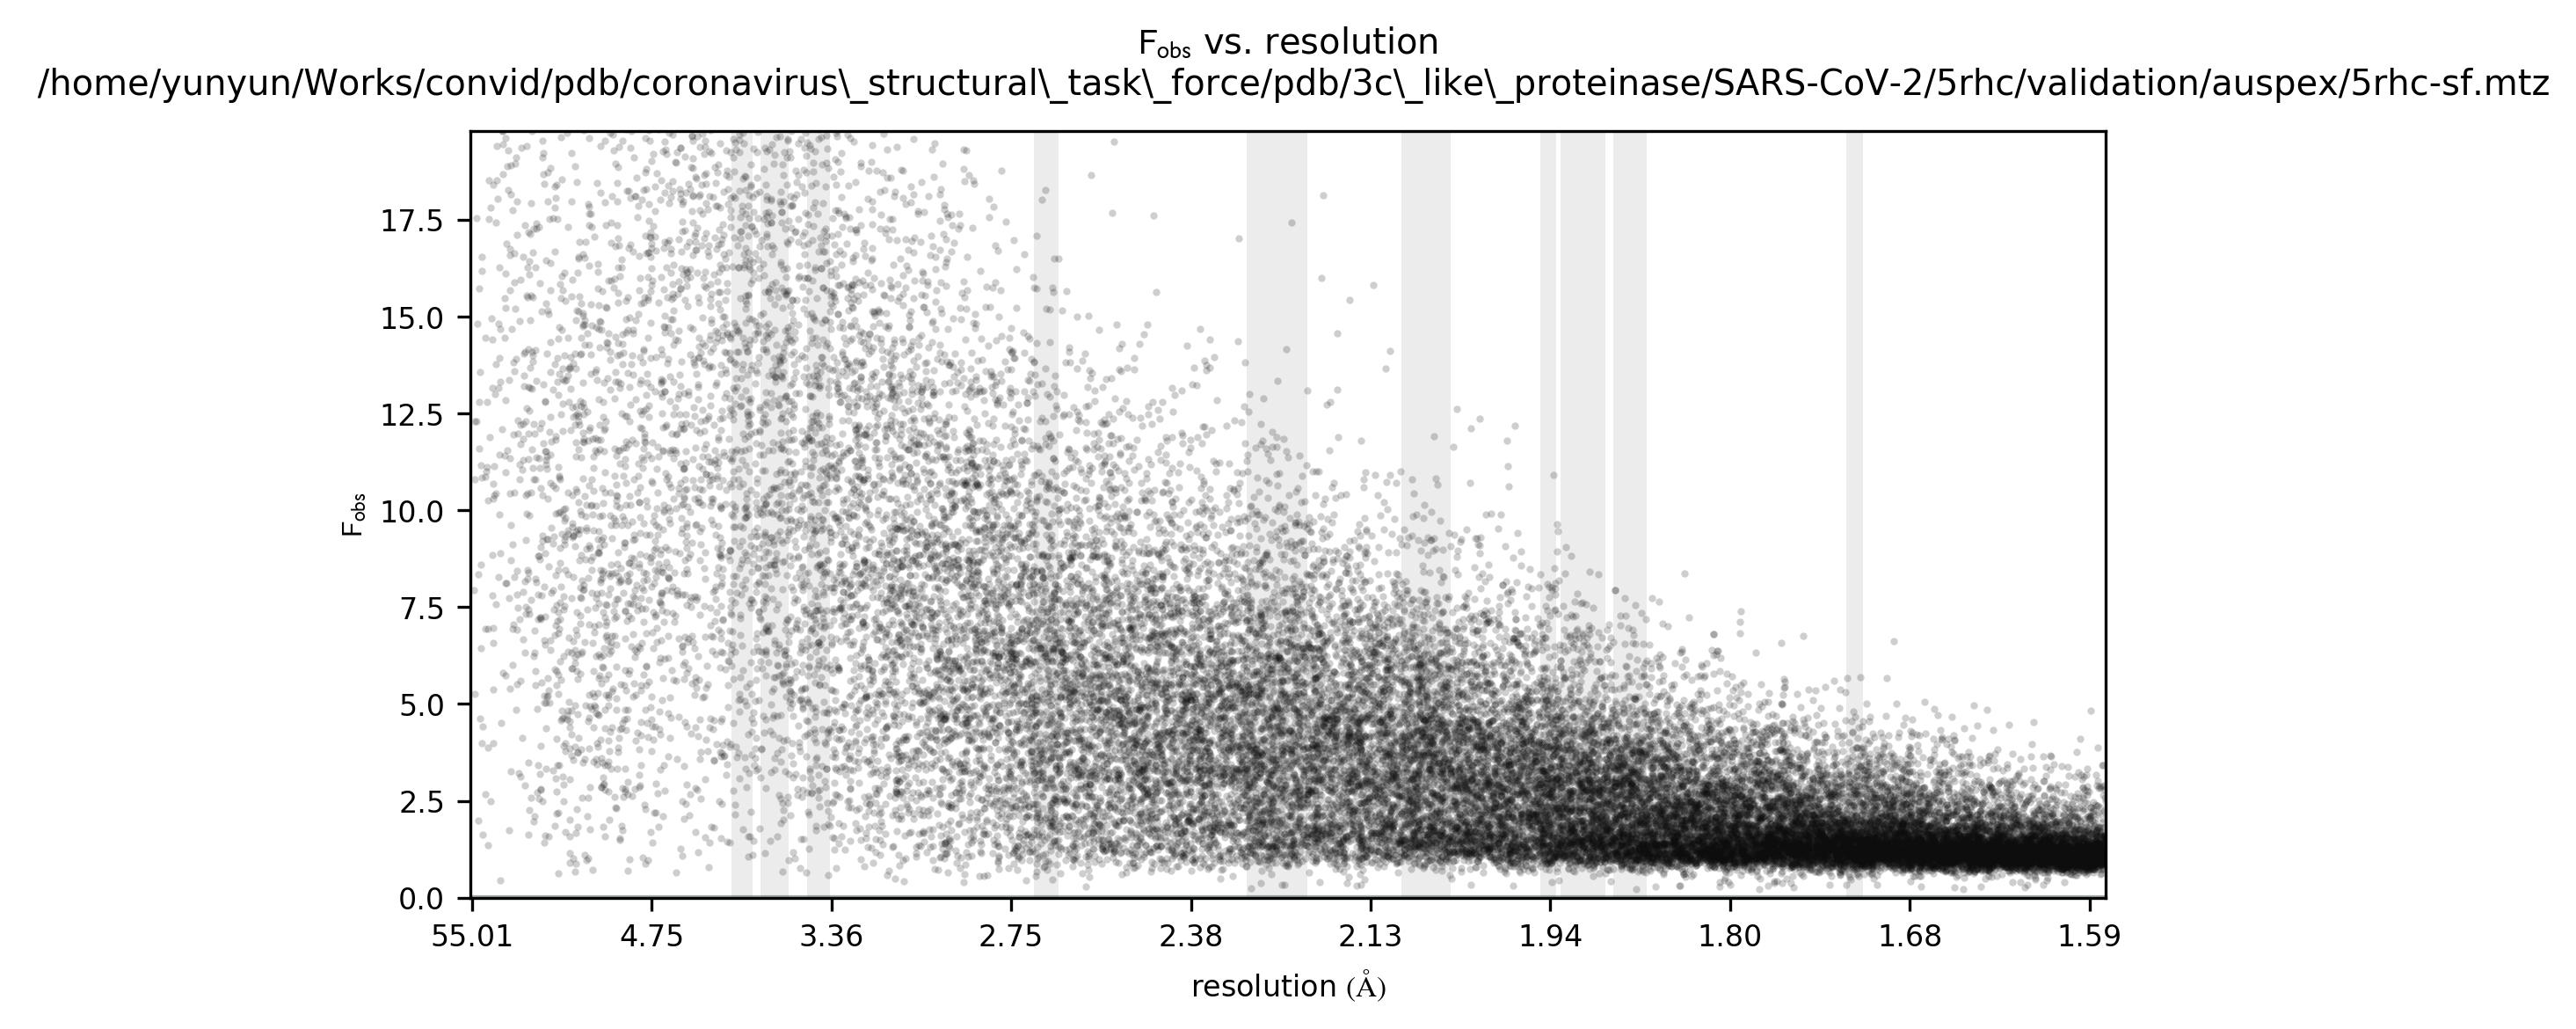 Fobs vs. resolution
/home/yunyun/Works/convid/pdb/coronavirus\_structural\_task\_force/pdb/3c\_like\_proteinase/SARS-CoV-2/5rhc/validation/auspex/5rhc-sf.mtz
17.5
15.0
12.5
Fobs
10.0
7.5
5.0
2.5
0.0
55.01 4.75 3.36 2.75 2.38 2.13 1.94 1.80 1.68 1.59
resolution (Å)